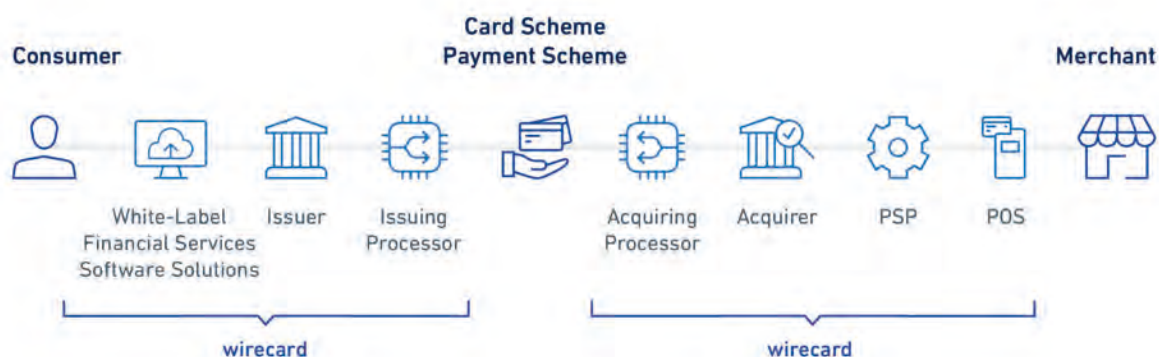 Card Scheme
Consumer Payment Scheme Merchant
White-Label Issuer Issuing Acquiring Acquirer PSP POS
Financial Services Processor Processor
Software Solutions
wirecard wirecard